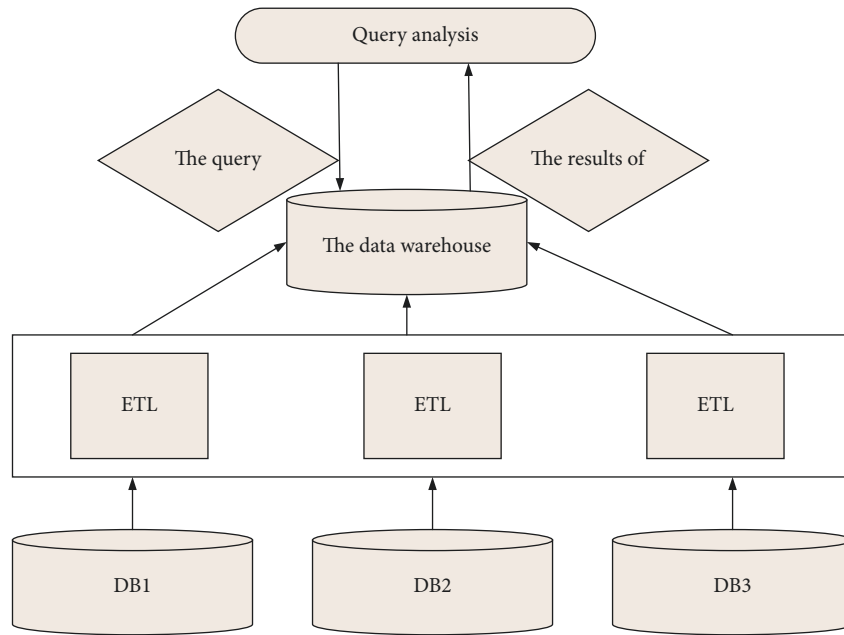 Query analysis
The query
The results of
The data warehouse
ETL
ETL
ETL
DB1
DB2
DB3